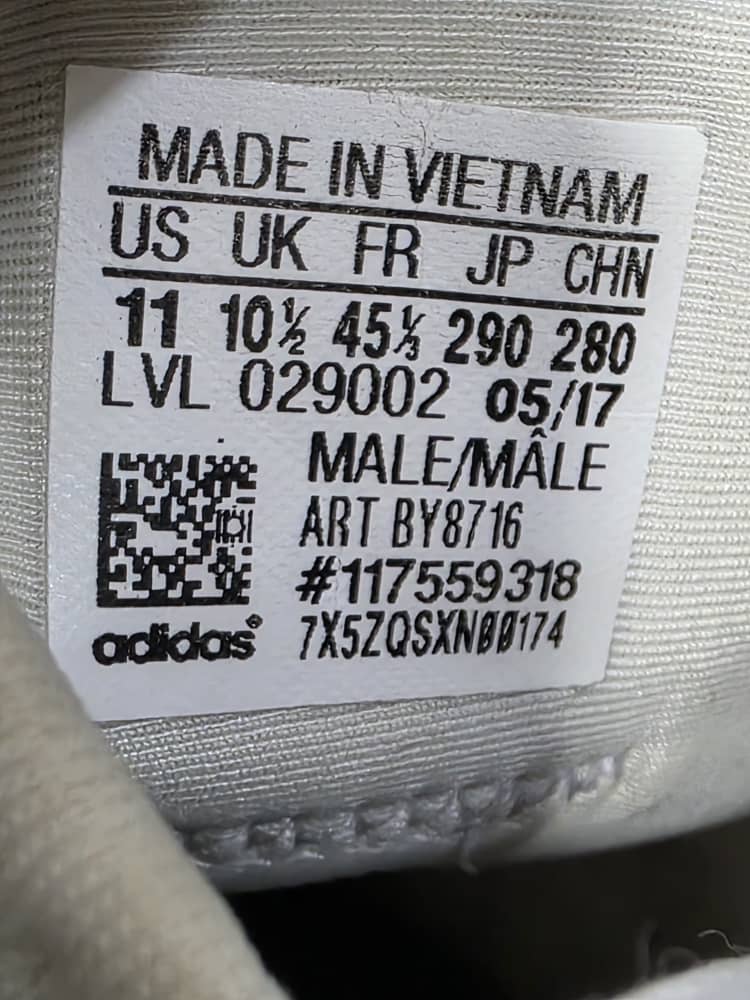 MADE IN VIETNAM
US UK FR JP CHN
11 10½ 45⅓ 290 280
LVL 029002 05/17
MALE/MÂLE
ART BY8716
#117559318
adidas® 7X5ZQSXN00174